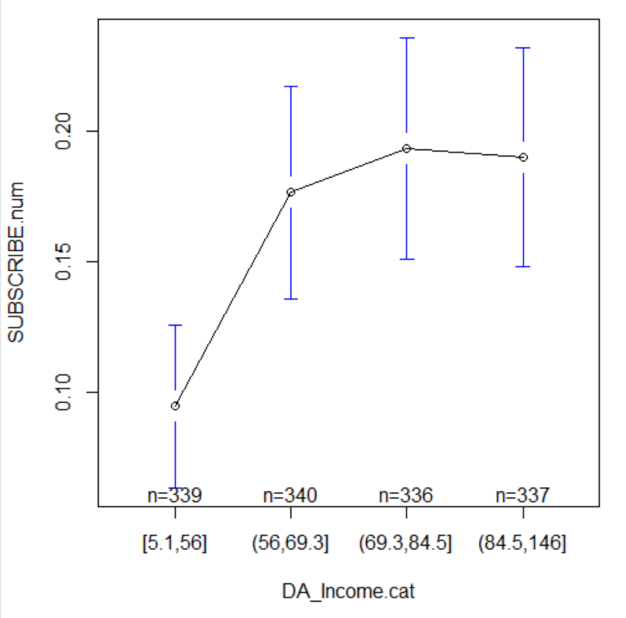 SUBSCRIBE.num
0.20
0.15
0.10
n=339 n=340 n=336 n=337
[5.1,56] (56,69.3] (69.3,84.5] (84.5,146]
DA_Income.cat